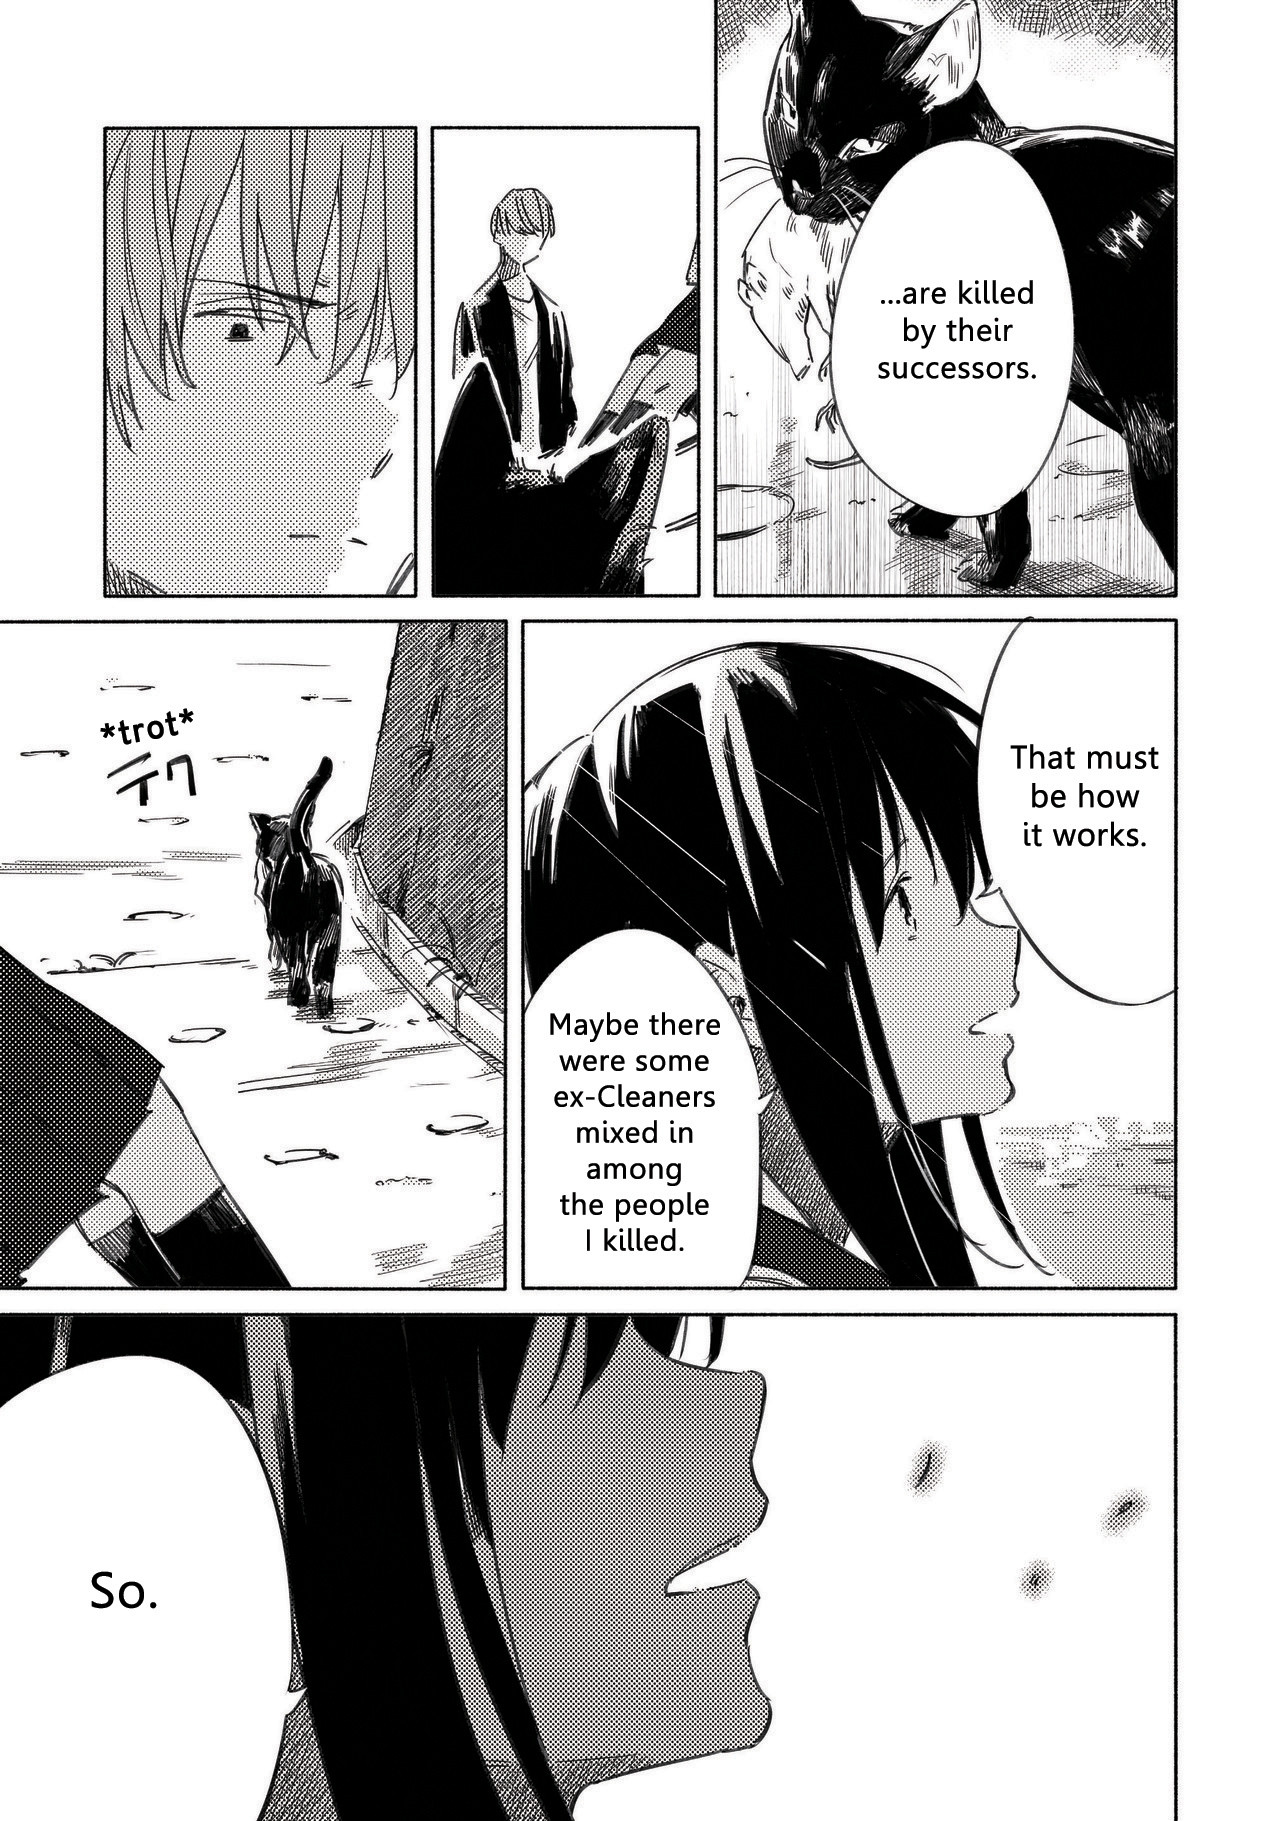 ...are killed
by their
successors.
That must
be how
it works.
Maybe there
were some
ex-Cleaners
mixed in
among
the people
I killed.
*trot*
テク
So.